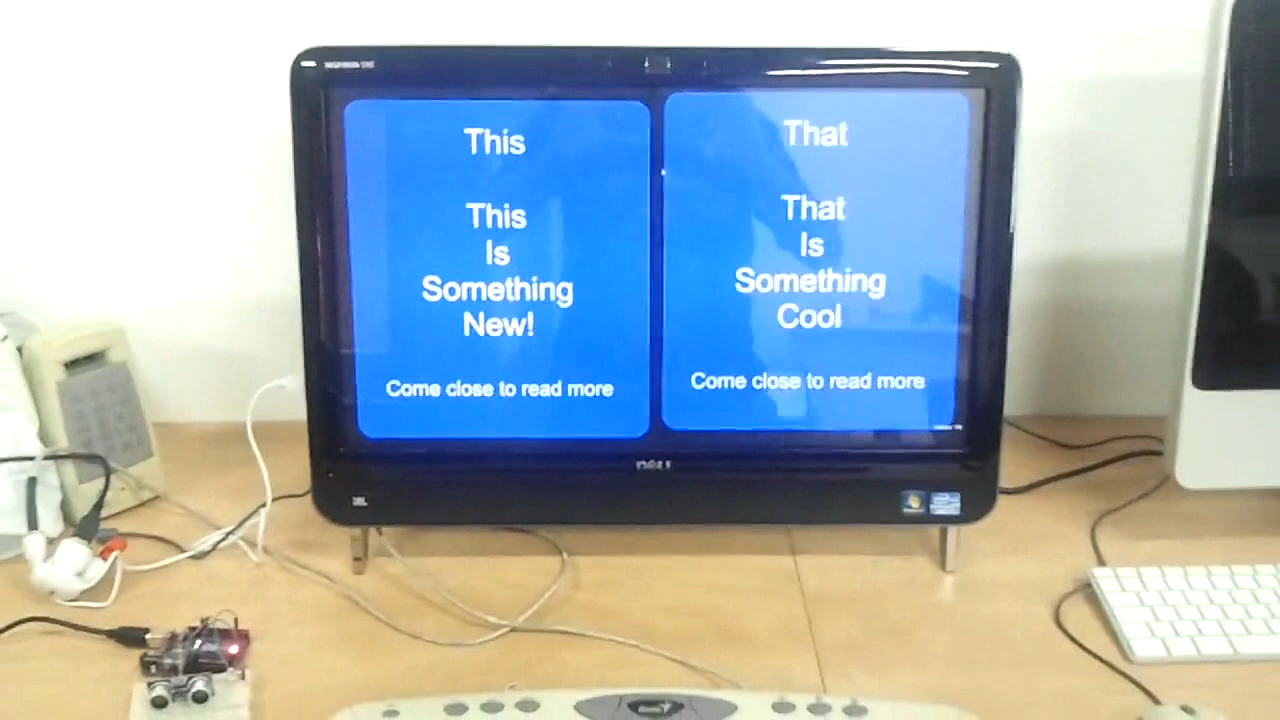 This
This
Is
Something
New!
Come close to read more
That
That
Is
Something
Cool
Come close to read more
DELL
JBL